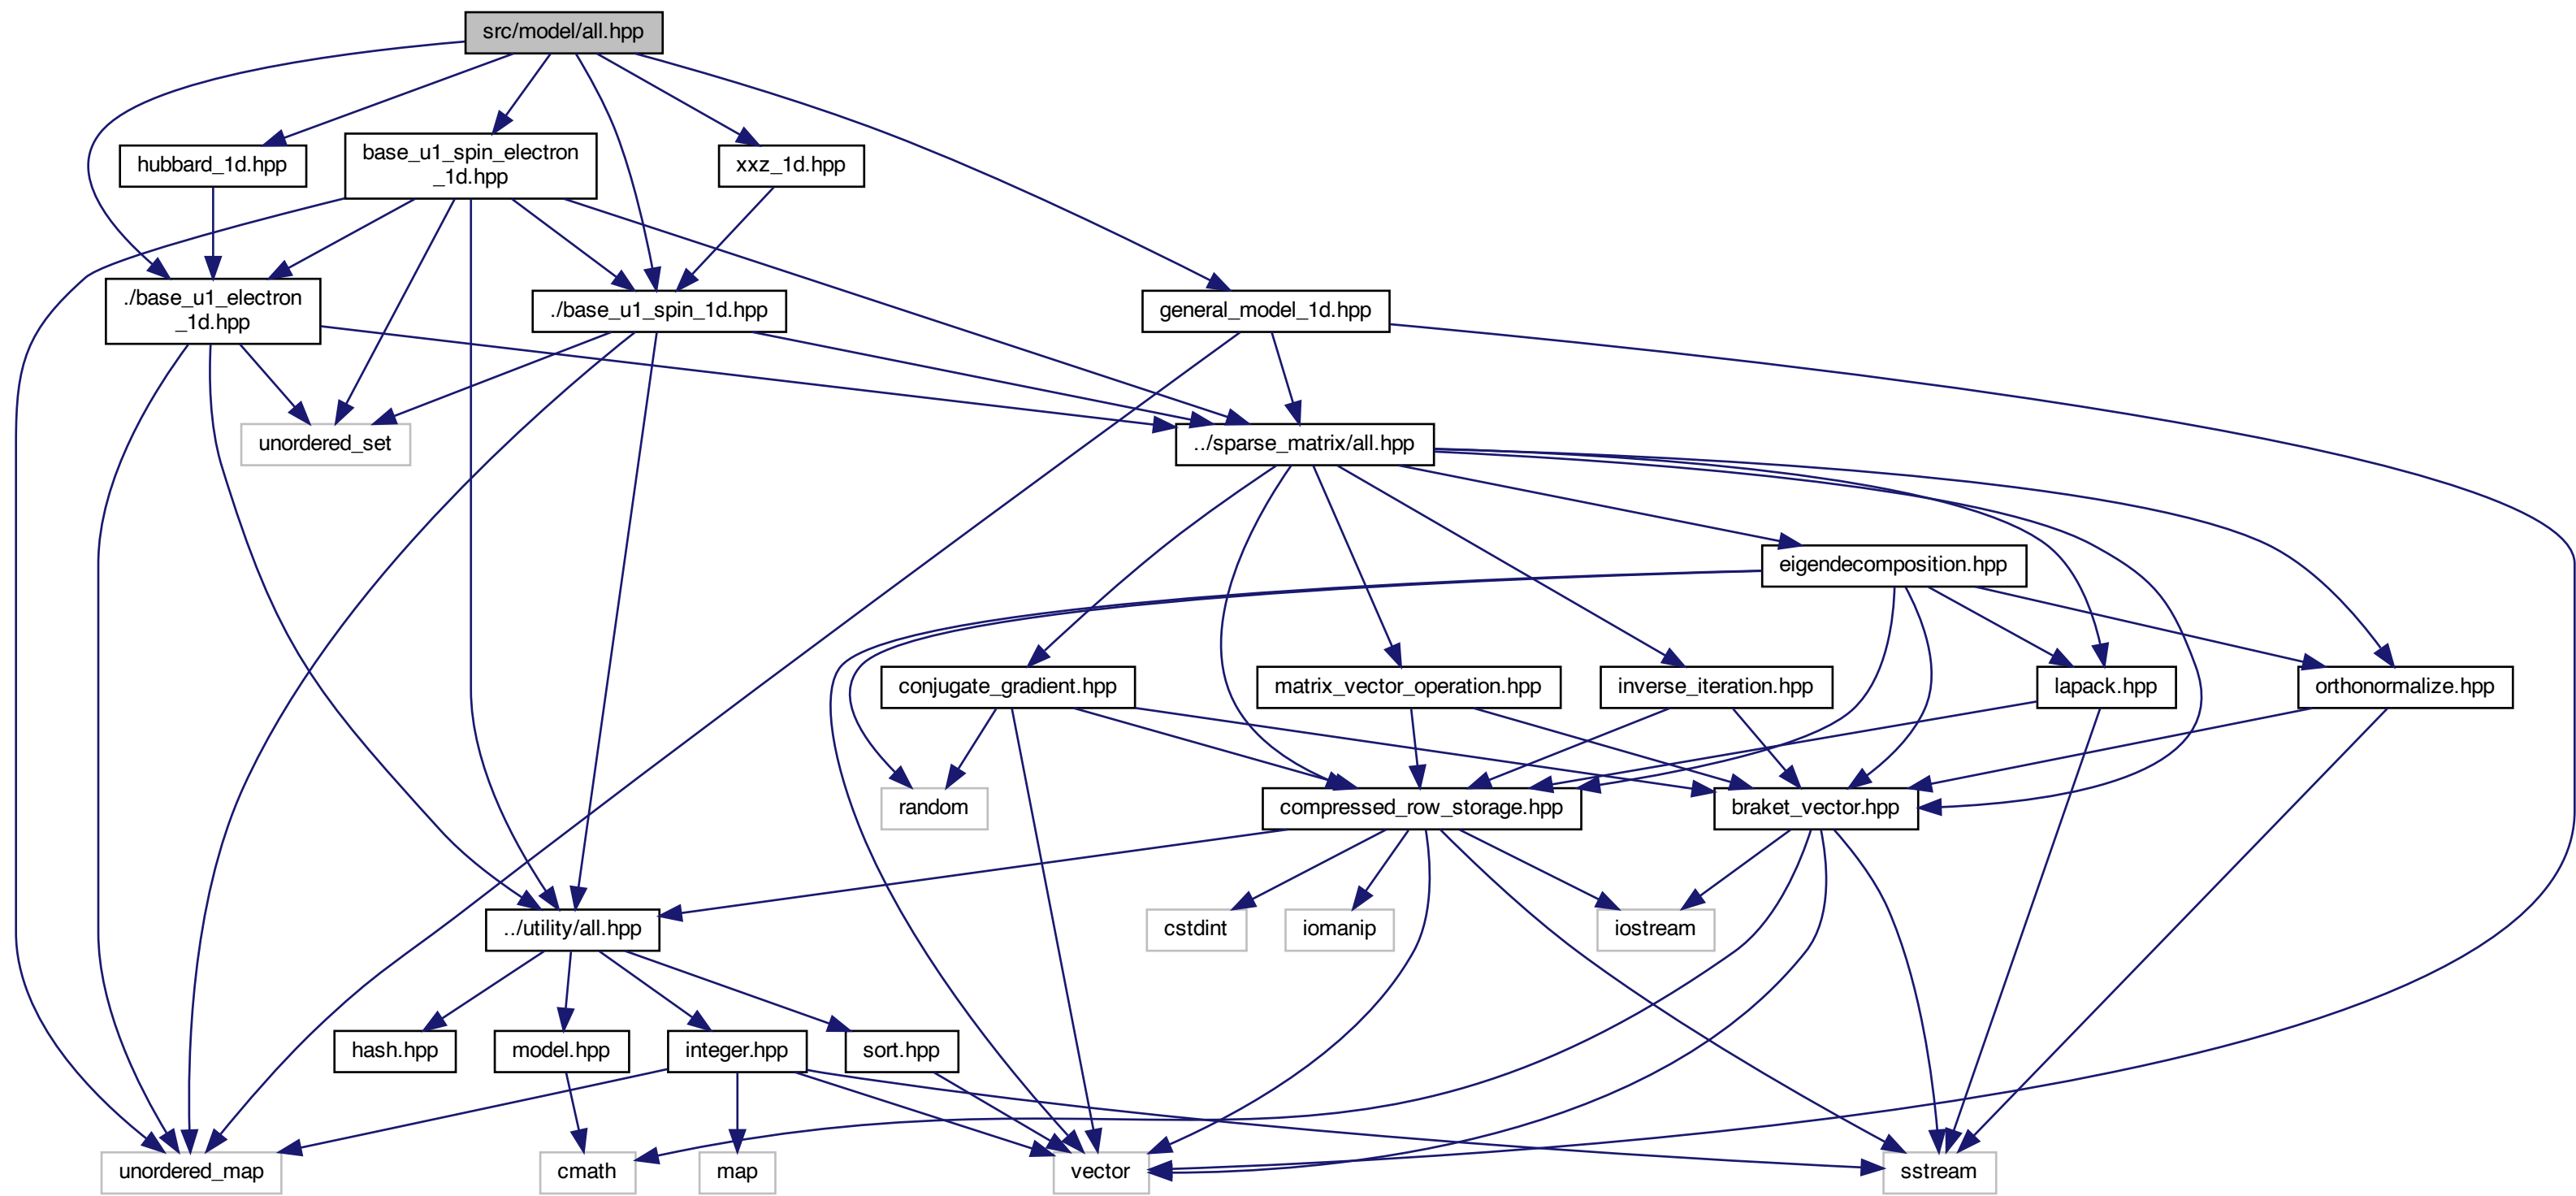 src/model/all.hpp
hubbard_1d.hpp
base_u1_spin_electron
_1d.hpp
xxz_1d.hpp
./base_u1_electron
_1d.hpp
./base_u1_spin_1d.hpp
general_model_1d.hpp
unordered_set
../sparse_matrix/all.hpp
eigendecomposition.hpp
conjugate_gradient.hpp
matrix_vector_operation.hpp
inverse_iteration.hpp
lapack.hpp
orthonormalize.hpp
random
compressed_row_storage.hpp
braket_vector.hpp
../utility/all.hpp
cstdint
iomanip
iostream
hash.hpp
model.hpp
integer.hpp
sort.hpp
unordered_map
cmath
map
vector
sstream